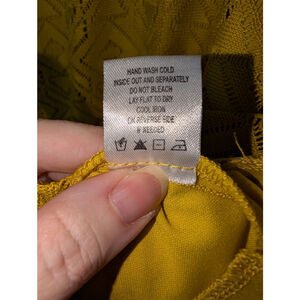 HAND WASH COLD
INSIDE OUT AND SEPARATELY
DO NOT BLEACH
LAY FLAT TO DRY
COOL IRON
ON REVERSE SIDE
IF NEEDED